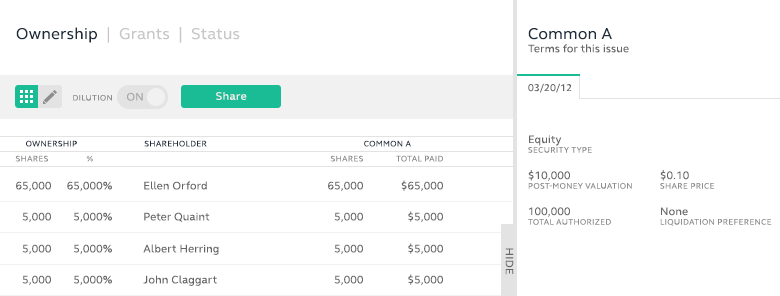 Ownership | Grants | Status
DILUTION ON Share
OWNERSHIP SHAREHOLDER COMMON A
SHARES % SHARES TOTAL PAID
65,000 65,000% Ellen Orford 65,000 $65,000
5,000 5,000% Peter Quaint 5,000 $5,000
5,000 5,000% Albert Herring 5,000 $5,000
5,000 5,000% John Claggart 5,000 $5,000
HIDE
Common A
Terms for this issue
03/20/12
Equity
SECURITY TYPE
$10,000 $0.10
POST-MONEY VALUATION SHARE PRICE
100,000 None
TOTAL AUTHORIZED LIQUIDATION PREFERENCE